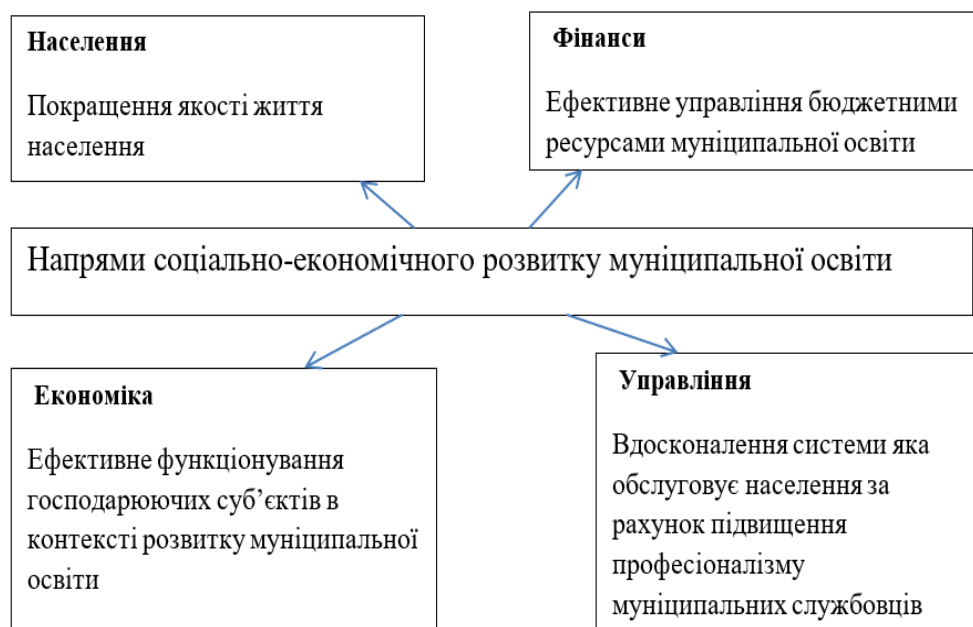 Населення
Покращення якості життя
населення
Фінанси
Ефективне управління бюджетними
ресурсами муніципальної освіти
Напрями соціально-економічного розвитку муніципальної освіти
Економіка
Ефективне функціонування
господарюючих суб’єктів в
контексті розвитку муніципальної
освіти
Управління
Вдосконалення системи яка
обслуговує населення за
рахунок підвищення
професіоналізму
муніципальних службовців